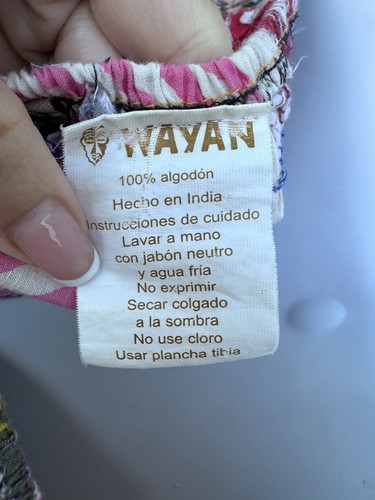 WAYAN
100% algodón
Hecho en India
Instrucciones de cuidado
Lavar a mano
con jabón neutro
y agua fría
No exprimir
Secar colgado
a la sombra
No use cloro
Usar plancha tibia